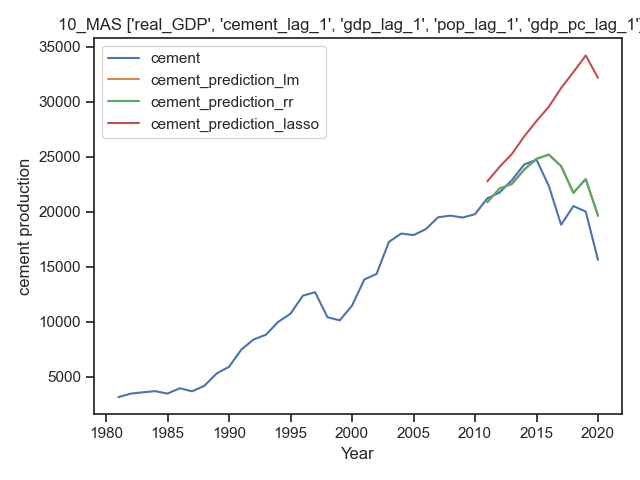 10_MAS ['real_GDP', 'cement_lag_1', 'gdp_lag_1', 'pop_lag_1', 'gdp_pc_lag_1']
cement
cement_prediction_lm
cement_prediction_rr
cement_prediction_lasso
35000
30000
25000
20000
15000
10000
5000
cement production
1980 1985 1990 1995 2000 2005 2010 2015 2020
Year